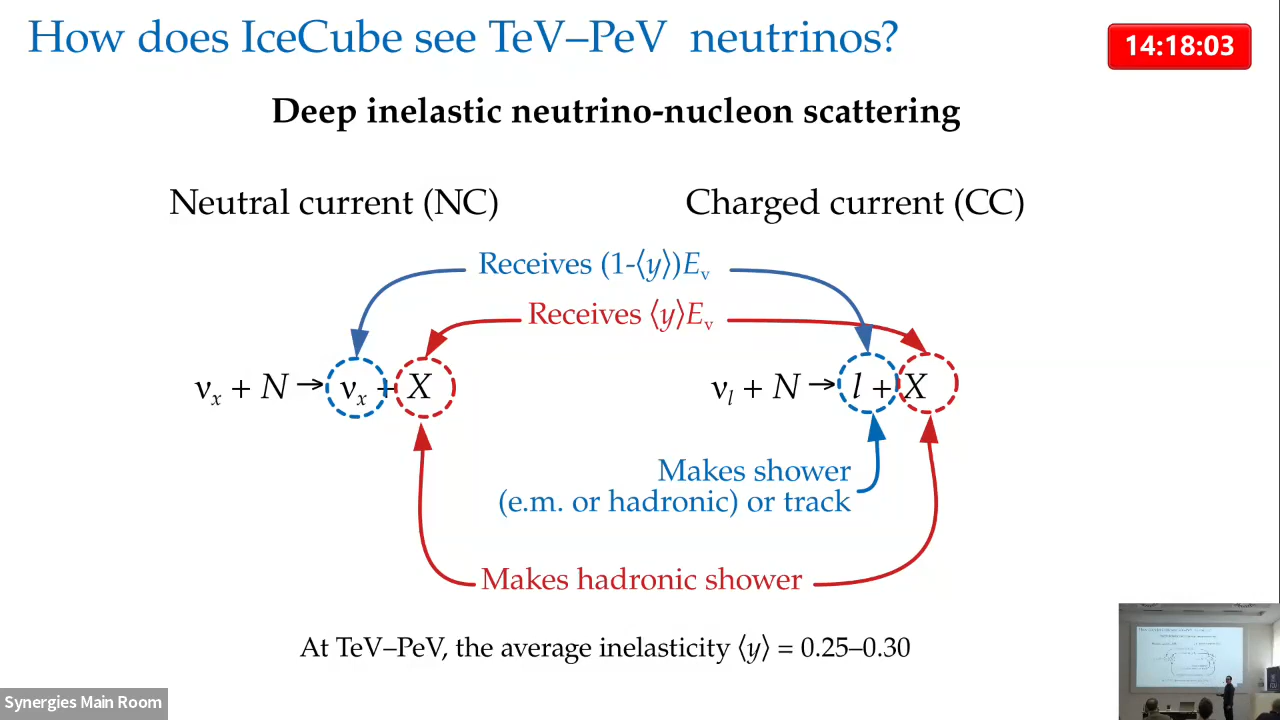 How does IceCube see TeV–PeV neutrinos?
14:18:03
Deep inelastic neutrino-nucleon scattering
Neutral current (NC)
Charged current (CC)
Receives (1-⟨y⟩)Eᵥ
Receives ⟨y⟩Eᵥ
νₓ + N → νₓ + X
νₗ + N → l + X
Makes shower
(e.m. or hadronic) or track
Makes hadronic shower
At TeV–PeV, the average inelasticity ⟨y⟩ = 0.25–0.30
Synergies Main Room